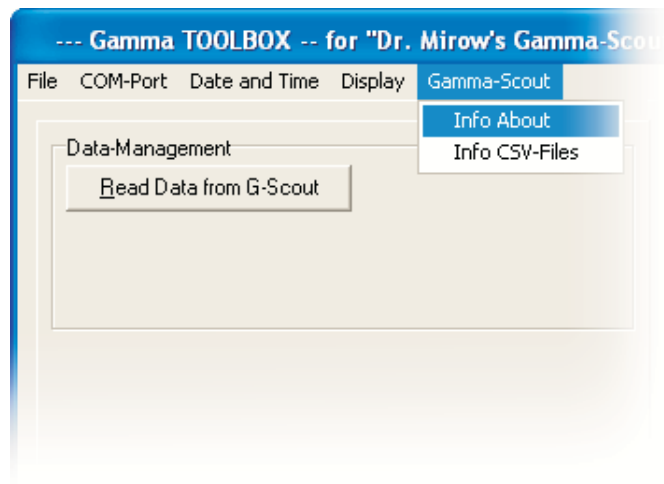 --- Gamma TOOLBOX -- for "Dr. Mirow's Gamma-Scou
File COM-Port Date and Time Display Gamma-Scout
Info About
Info CSV-Files
Data-Management
Read Data from G-Scout